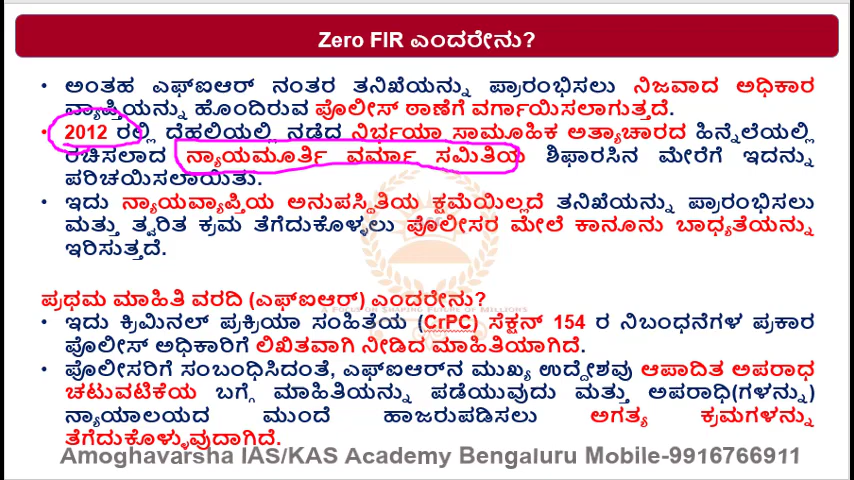 Zero FIR ಎಂದರೇನು?
• ಅಂತಹ ಎಫ್ಐಆರ್ ನಂತರ ತನಿಖೆಯನ್ನು ಪ್ರಾರಂಭಿಸಲು ನಿಜವಾದ ಅಧಿಕಾರ
ವ್ಯಾಪ್ತಿಯನ್ನು ಹೊಂದಿರುವ ಪೊಲೀಸ್ ಠಾಣೆಗೆ ವರ್ಗಾಯಿಸಲಾಗುತ್ತದೆ.
• 2012 ರಲ್ಲಿ ದೆಹಲಿಯಲ್ಲಿ ನಡೆದ ನಿರ್ಭಯಾ ಸಾಮೂಹಿಕ ಅತ್ಯಾಚಾರದ ಹಿನ್ನೆಲೆಯಲ್ಲಿ
ರಚಿಸಲಾದ ನ್ಯಾಯಮೂರ್ತಿ ವರ್ಮಾ ಸಮಿತಿಯ ಶಿಫಾರಸಿನ ಮೇರೆಗೆ ಇದನ್ನು
ಪರಿಚಯಿಸಲಾಯಿತು.
• ಇದು ನ್ಯಾಯವ್ಯಾಪ್ತಿಯ ಅನುಪಸ್ಥಿತಿಯ ಕ್ಷಮೆಯಿಲ್ಲದೆ ತನಿಖೆಯನ್ನು ಪ್ರಾರಂಭಿಸಲು
ಮತ್ತು ತ್ವರಿತ ಕ್ರಮ ತೆಗೆದುಕೊಳ್ಳಲು ಪೊಲೀಸರ ಮೇಲೆ ಕಾನೂನು ಬಾಧ್ಯತೆಯನ್ನು
ಇರಿಸುತ್ತದೆ.
ಪ್ರಥಮ ಮಾಹಿತಿ ವರದಿ (ಎಫ್ಐಆರ್) ಎಂದರೇನು?
• ಇದು ಕ್ರಿಮಿನಲ್ ಪ್ರಕ್ರಿಯಾ ಸಂಹಿತೆಯ (CrPC) ಸೆಕ್ಷನ್ 154 ರ ನಿಬಂಧನೆಗಳ ಪ್ರಕಾರ
ಪೊಲೀಸ್ ಅಧಿಕಾರಿಗೆ ಲಿಖಿತವಾಗಿ ನೀಡಿದ ಮಾಹಿತಿಯಾಗಿದೆ.
• ಪೊಲೀಸರಿಗೆ ಸಂಬಂಧಿಸಿದಂತೆ, ಎಫ್ಐಆರ್‌ನ ಮುಖ್ಯ ಉದ್ದೇಶವು ಆಪಾದಿತ ಅಪರಾಧ
ಚಟುವಟಿಕೆಯ ಬಗ್ಗೆ ಮಾಹಿತಿಯನ್ನು ಪಡೆಯುವುದು ಮತ್ತು ಅಪರಾಧಿ(ಗಳನ್ನು)
ನ್ಯಾಯಾಲಯದ ಮುಂದೆ ಹಾಜರುಪಡಿಸಲು ಅಗತ್ಯ ಕ್ರಮಗಳನ್ನು
ತೆಗೆದುಕೊಳ್ಳುವುದಾಗಿದೆ.
Amoghavarsha IAS/KAS Academy Bengaluru Mobile-9916766911